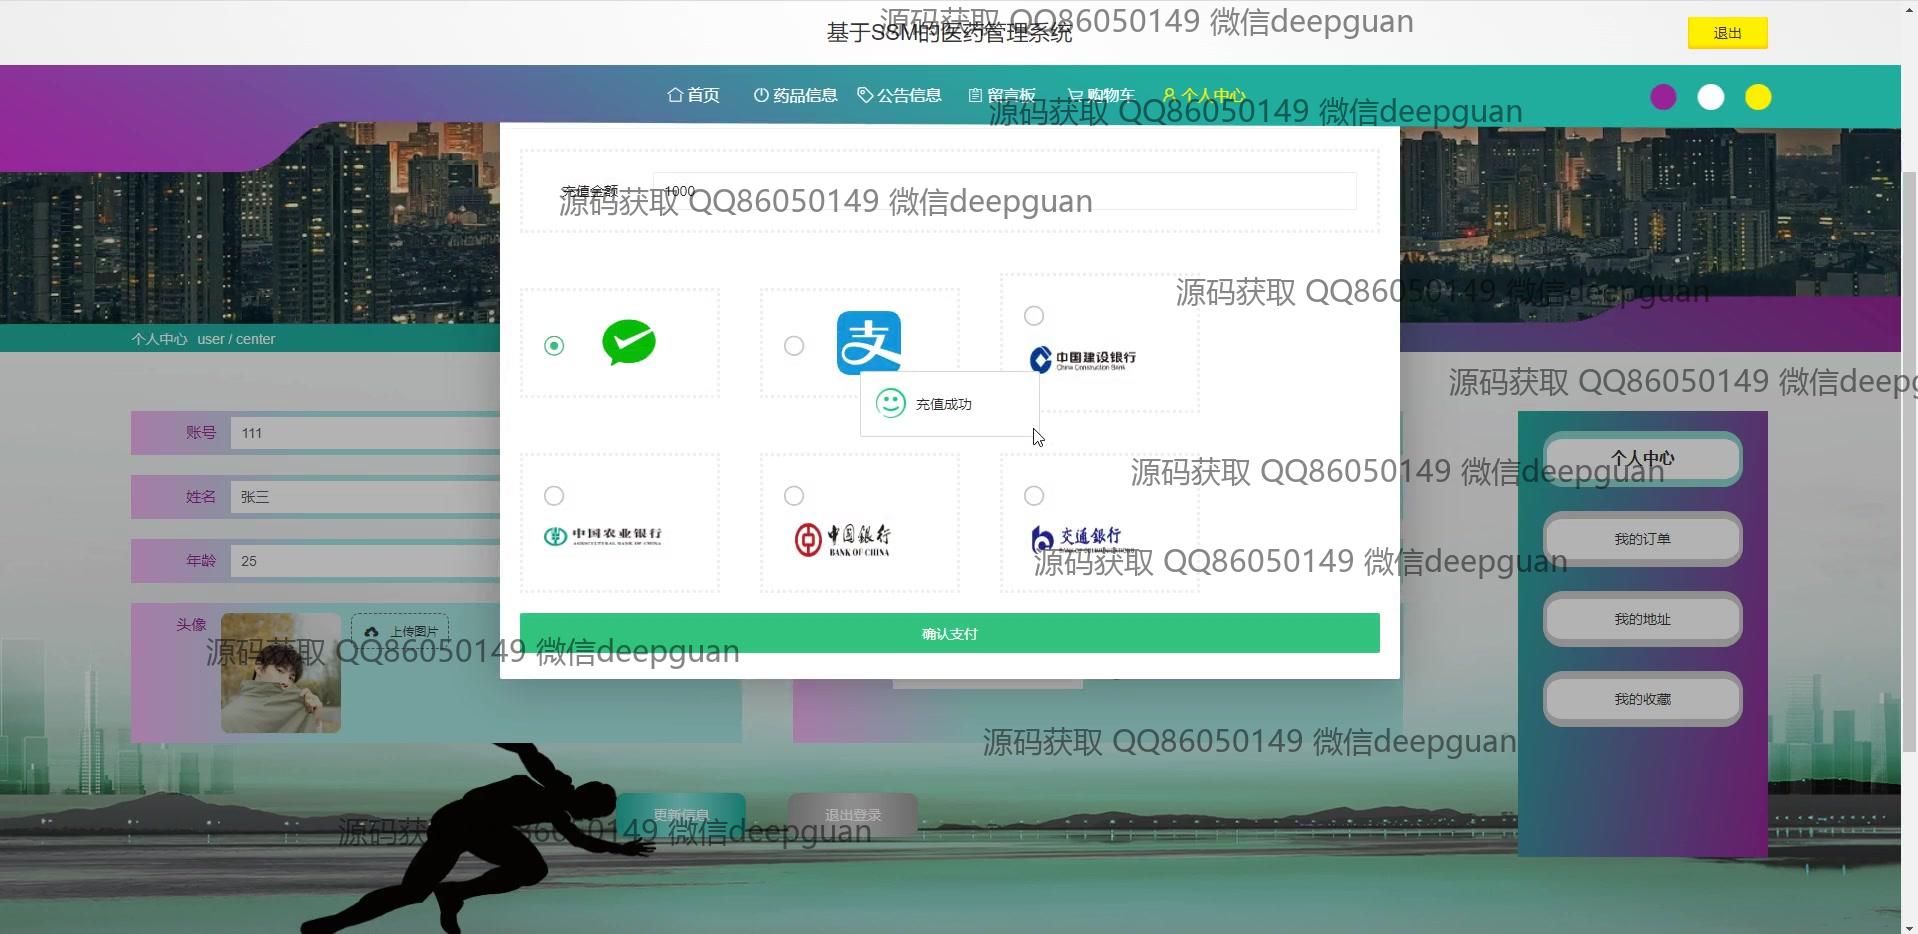 源码获取 QQ86050149 微信deepguan
基于SSM的医药管理系统
退出
首页
药品信息
公告信息
留言板
购物车
个人中心
源码获取 QQ86050149 微信deepguan
充值金额
1000
源码获取 QQ86050149 微信deepguan
源码获取 QQ86050149 微信deepguan
个人中心 user / center
支
中国建设银行
China Construction Bank
源码获取 QQ86050149 微信deep
充值成功
账号
111
个人中心
源码获取 QQ86050149 微信deepguan
姓名
张三
中国农业银行
AGRICULTURAL BANK OF CHINA
中国银行
BANK OF CHINA
交通银行
我的订单
年龄
25
源码获取 QQ86050149 微信deepguan
头像
上传图片
确认支付
我的地址
源码获取 QQ86050149 微信deepguan
我的收藏
源码获取 QQ86050149 微信deepguan
更新信息
退出登录
源码获取 QQ86050149 微信deepguan